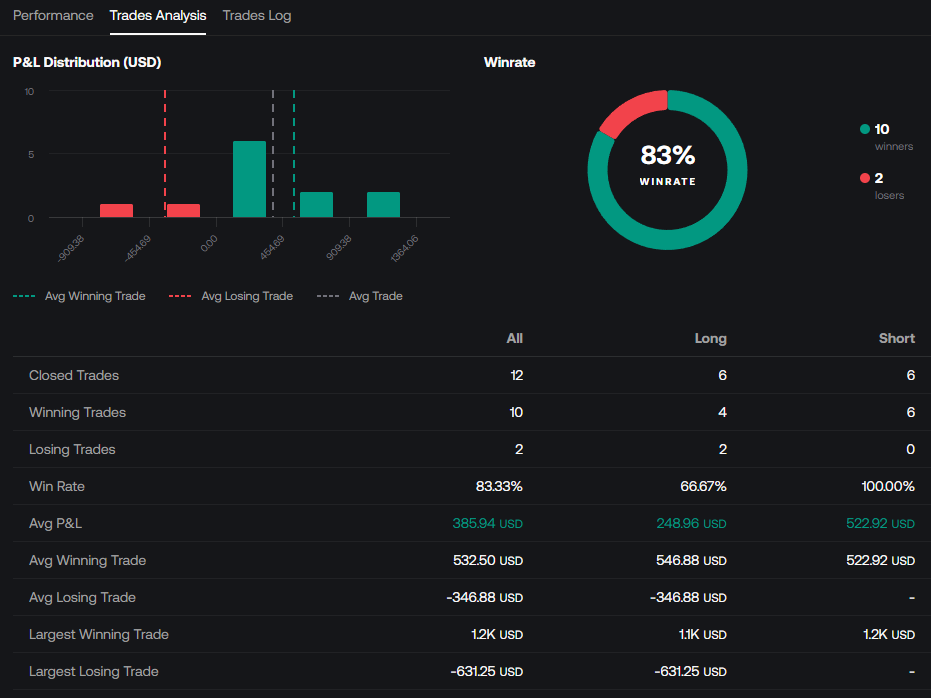 Performance Trades Analysis Trades Log
P&L Distribution (USD) Winrate
10
5
0
-909.38 -454.69 0.00 454.69 909.38 1364.06
83%
WINRATE
10
winners
2
losers
Avg Winning Trade Avg Losing Trade Avg Trade
All Long Short
Closed Trades 12 6 6
Winning Trades 10 4 6
Losing Trades 2 2 0
Win Rate 83.33% 66.67% 100.00%
Avg P&L 385.94 USD 248.96 USD 522.92 USD
Avg Winning Trade 532.50 USD 546.88 USD 522.92 USD
Avg Losing Trade -346.88 USD -346.88 USD -
Largest Winning Trade 1.2K USD 1.1K USD 1.2K USD
Largest Losing Trade -631.25 USD -631.25 USD -